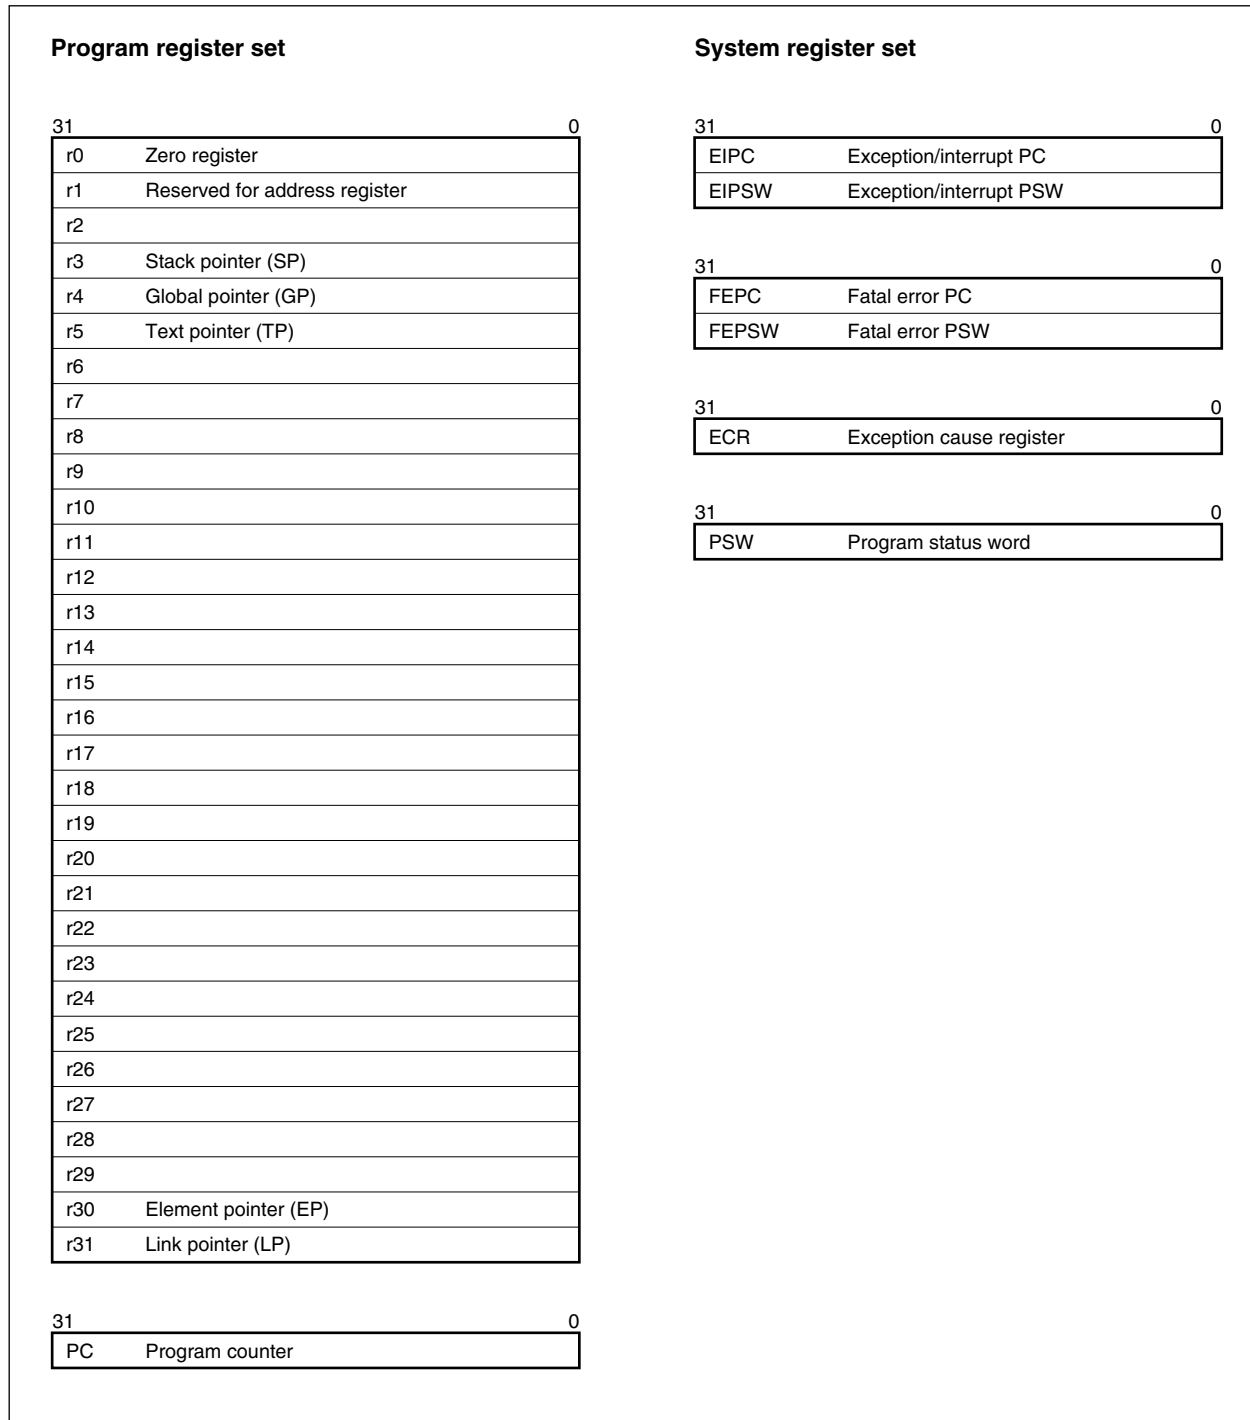 Program register set
31 0
r0 Zero register
r1 Reserved for address register
r2
r3 Stack pointer (SP)
r4 Global pointer (GP)
r5 Text pointer (TP)
r6
r7
r8
r9
r10
r11
r12
r13
r14
r15
r16
r17
r18
r19
r20
r21
r22
r23
r24
r25
r26
r27
r28
r29
r30 Element pointer (EP)
r31 Link pointer (LP)
31 0
PC Program counter
System register set
31 0
EIPC Exception/interrupt PC
EIPSW Exception/interrupt PSW
31 0
FEPC Fatal error PC
FEPSW Fatal error PSW
31 0
ECR Exception cause register
31 0
PSW Program status word